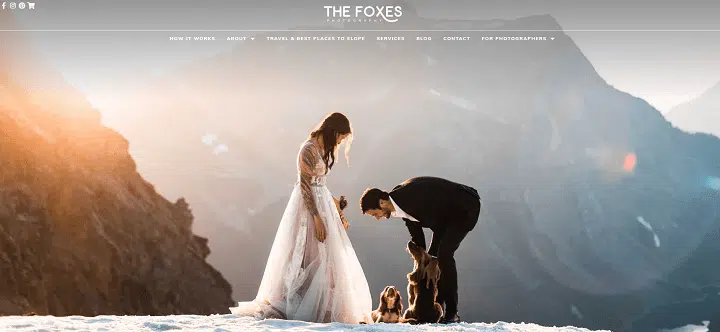 THE FOXES
PHOTOGRAPHY
HOW IT WORKS ABOUT TRAVEL & BEST PLACES TO ELOPE SERVICES BLOG CONTACT FOR PHOTOGRAPHERS